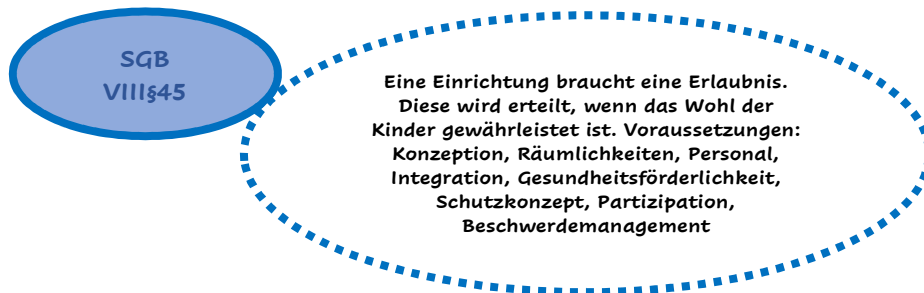 SGB
VIII§45
Eine Einrichtung braucht eine Erlaubnis.
Diese wird erteilt, wenn das Wohl der
Kinder gewährleistet ist. Voraussetzungen:
Konzeption, Räumlichkeiten, Personal,
Integration, Gesundheitsförderlichkeit,
Schutzkonzept, Partizipation,
Beschwerdemanagement